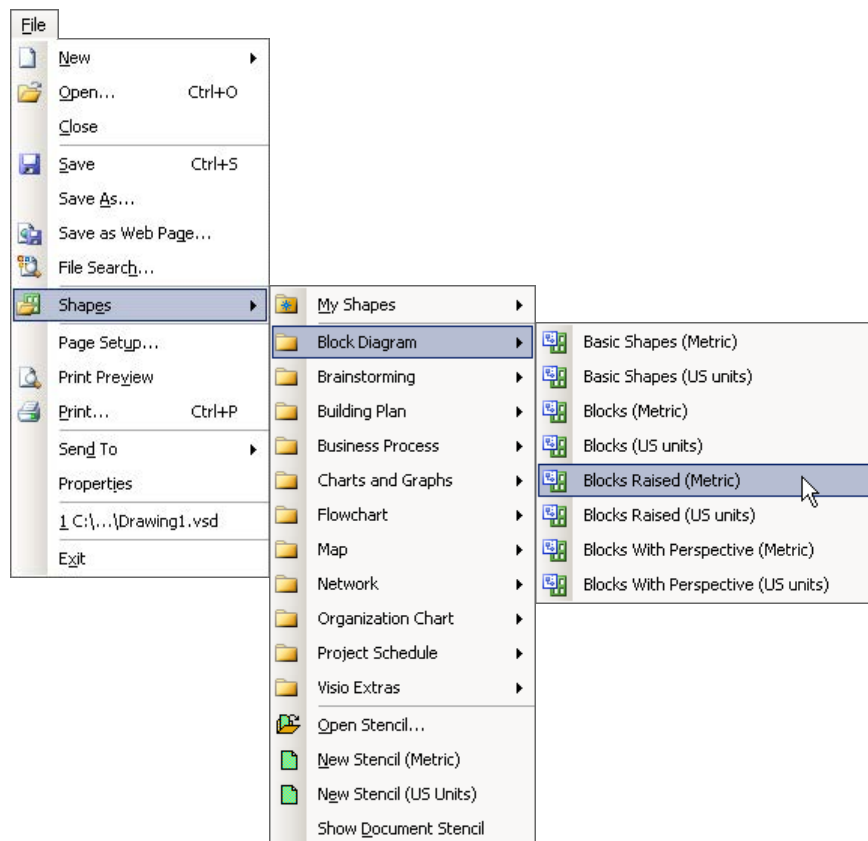 File
New
Open... Ctrl+O
Close
Save Ctrl+S
Save As...
Save as Web Page...
File Search...
Shapes
Page Setup...
Print Preview
Print... Ctrl+P
Send To
Properties
1 C:\...\Drawing1.vsd
Exit
My Shapes
Block Diagram
Brainstorming
Building Plan
Business Process
Charts and Graphs
Flowchart
Map
Network
Organization Chart
Project Schedule
Visio Extras
Open Stencil...
New Stencil (Metric)
New Stencil (US Units)
Show Document Stencil
Basic Shapes (Metric)
Basic Shapes (US units)
Blocks (Metric)
Blocks (US units)
Blocks Raised (Metric)
Blocks Raised (US units)
Blocks With Perspective (Metric)
Blocks With Perspective (US units)